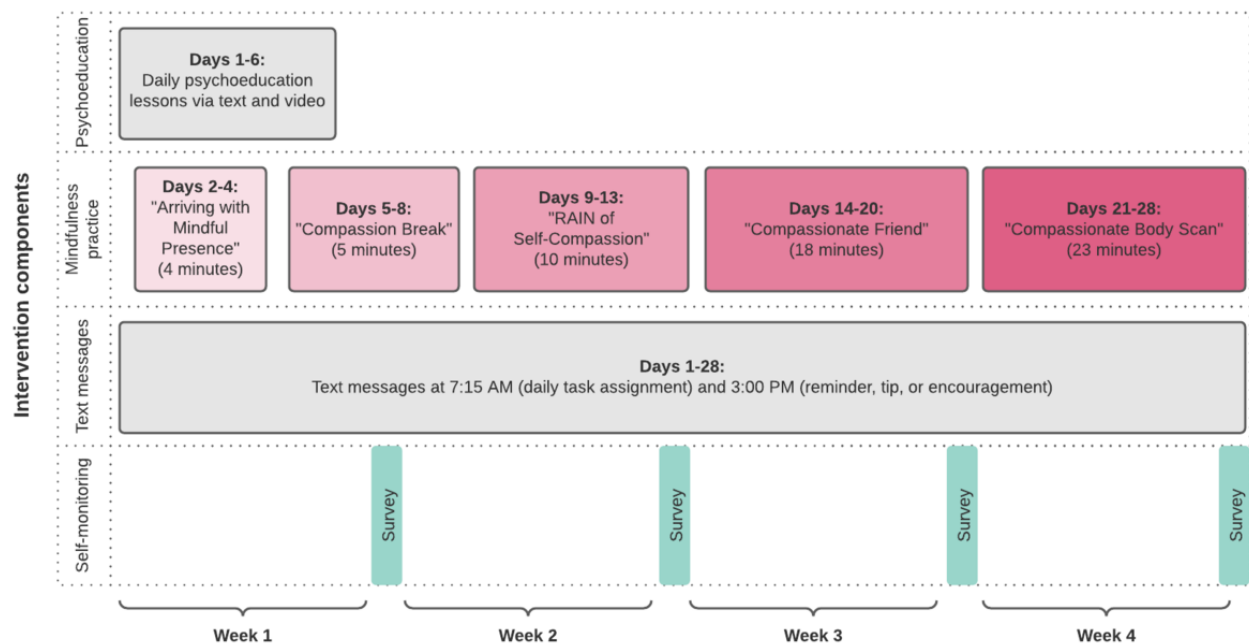 Intervention components
Psychoeducation
Days 1-6:
Daily psychoeducation
lessons via text and video
Mindfulness
practice
Days 2-4:
"Arriving with
Mindful
Presence"
(4 minutes)
Days 5-8:
"Compassion Break"
(5 minutes)
Days 9-13:
"RAIN of
Self-Compassion"
(10 minutes)
Days 14-20:
"Compassionate Friend"
(18 minutes)
Days 21-28:
"Compassionate Body Scan"
(23 minutes)
Text messages
Days 1-28:
Text messages at 7:15 AM (daily task assignment) and 3:00 PM (reminder, tip, or encouragement)
Self-monitoring
Survey
Survey
Survey
Survey
Week 1
Week 2
Week 3
Week 4